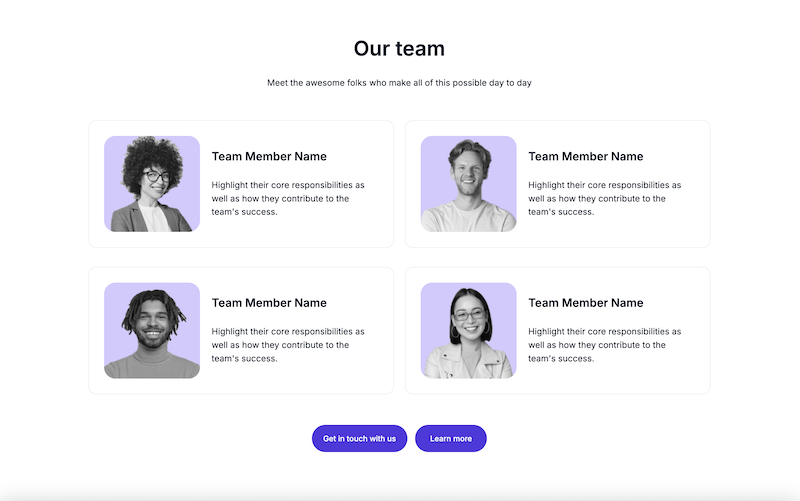 Our team
Meet the awesome folks who make all of this possible day to day
Team Member Name
Highlight their core responsibilities as
well as how they contribute to the
team's success.
Team Member Name
Highlight their core responsibilities as
well as how they contribute to the
team's success.
Team Member Name
Highlight their core responsibilities as
well as how they contribute to the
team's success.
Team Member Name
Highlight their core responsibilities as
well as how they contribute to the
team's success.
Get in touch with us
Learn more